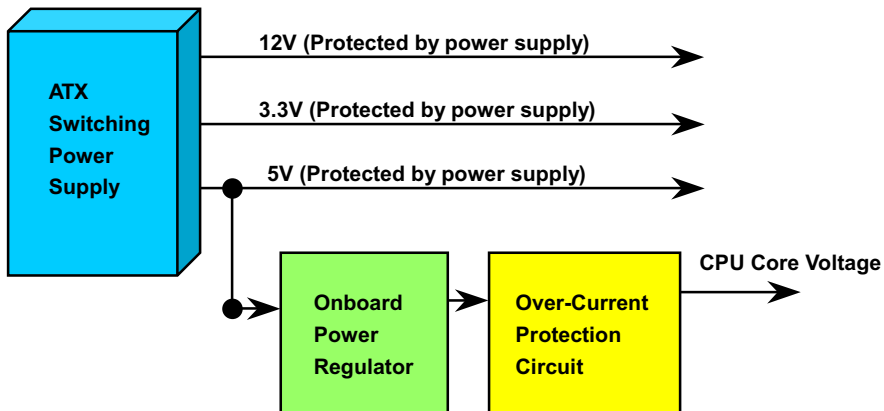 12V (Protected by power supply)
ATX
Switching
Power
Supply
3.3V (Protected by power supply)
5V (Protected by power supply)
CPU Core Voltage
Onboard
Power
Regulator
Over-Current
Protection
Circuit